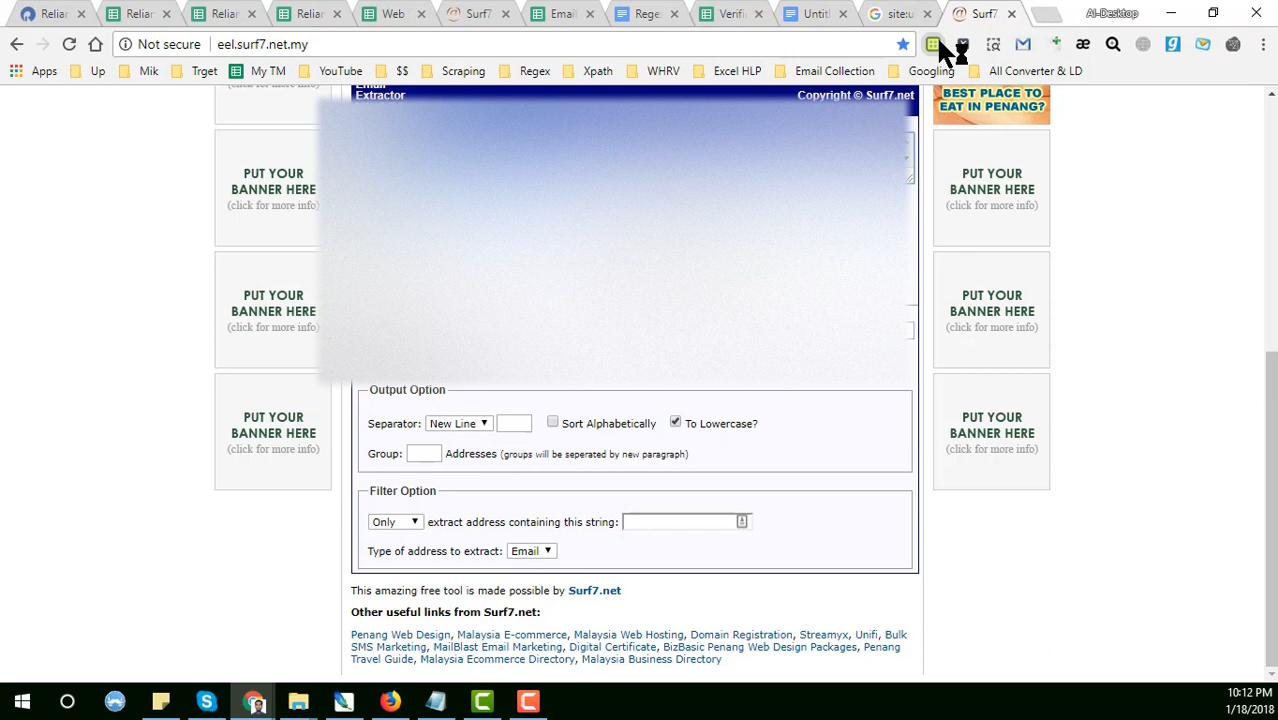 Relian
Relian
Relian
Relian
Web
Surf7
Email
Regex
Verifi
Untitl
site:u
Surf7
AI-Desktop
Not secure
eel.surf7.net.my
Apps
Up
Mik
Trget
My TM
YouTube
$$
Scraping
Regex
Xpath
WHRV
Excel HLP
Email Collection
Googling
All Converter & LD
Email
Extractor
Copyright © Surf7.net
BEST PLACE TO
EAT IN PENANG?
PUT YOUR
BANNER HERE
(click for more info)
PUT YOUR
BANNER HERE
(click for more info)
PUT YOUR
BANNER HERE
(click for more info)
PUT YOUR
BANNER HERE
(click for more info)
PUT YOUR
BANNER HERE
(click for more info)
PUT YOUR
BANNER HERE
(click for more info)
Output Option
Separator: New Line
Sort Alphabetically
To Lowercase?
Group:
Addresses (groups will be seperated by new paragraph)
Filter Option
Only
extract address containing this string:
Type of address to extract: Email
This amazing free tool is made possible by Surf7.net
Other useful links from Surf7.net:
Penang Web Design, Malaysia E-commerce, Malaysia Web Hosting, Domain Registration, Streamyx, Unifi, Bulk
SMS Marketing, MailBlast Email Marketing, Digital Certificate, BizBasic Penang Web Design Packages, Penang
Travel Guide, Malaysia Ecommerce Directory, Malaysia Business Directory
10:12 PM
1/18/2018